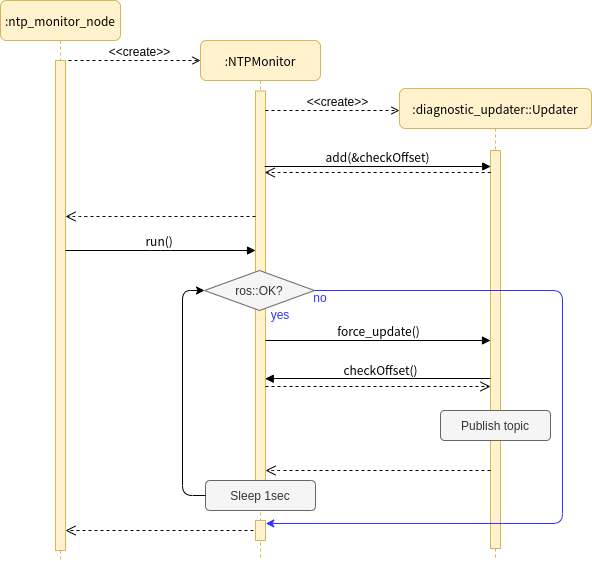 :ntp_monitor_node
<<create>>
:NTPMonitor
<<create>>
:diagnostic_updater::Updater
add(&checkOffset)
run()
ros::OK?
no
yes
force_update()
checkOffset()
Publish topic
Sleep 1sec